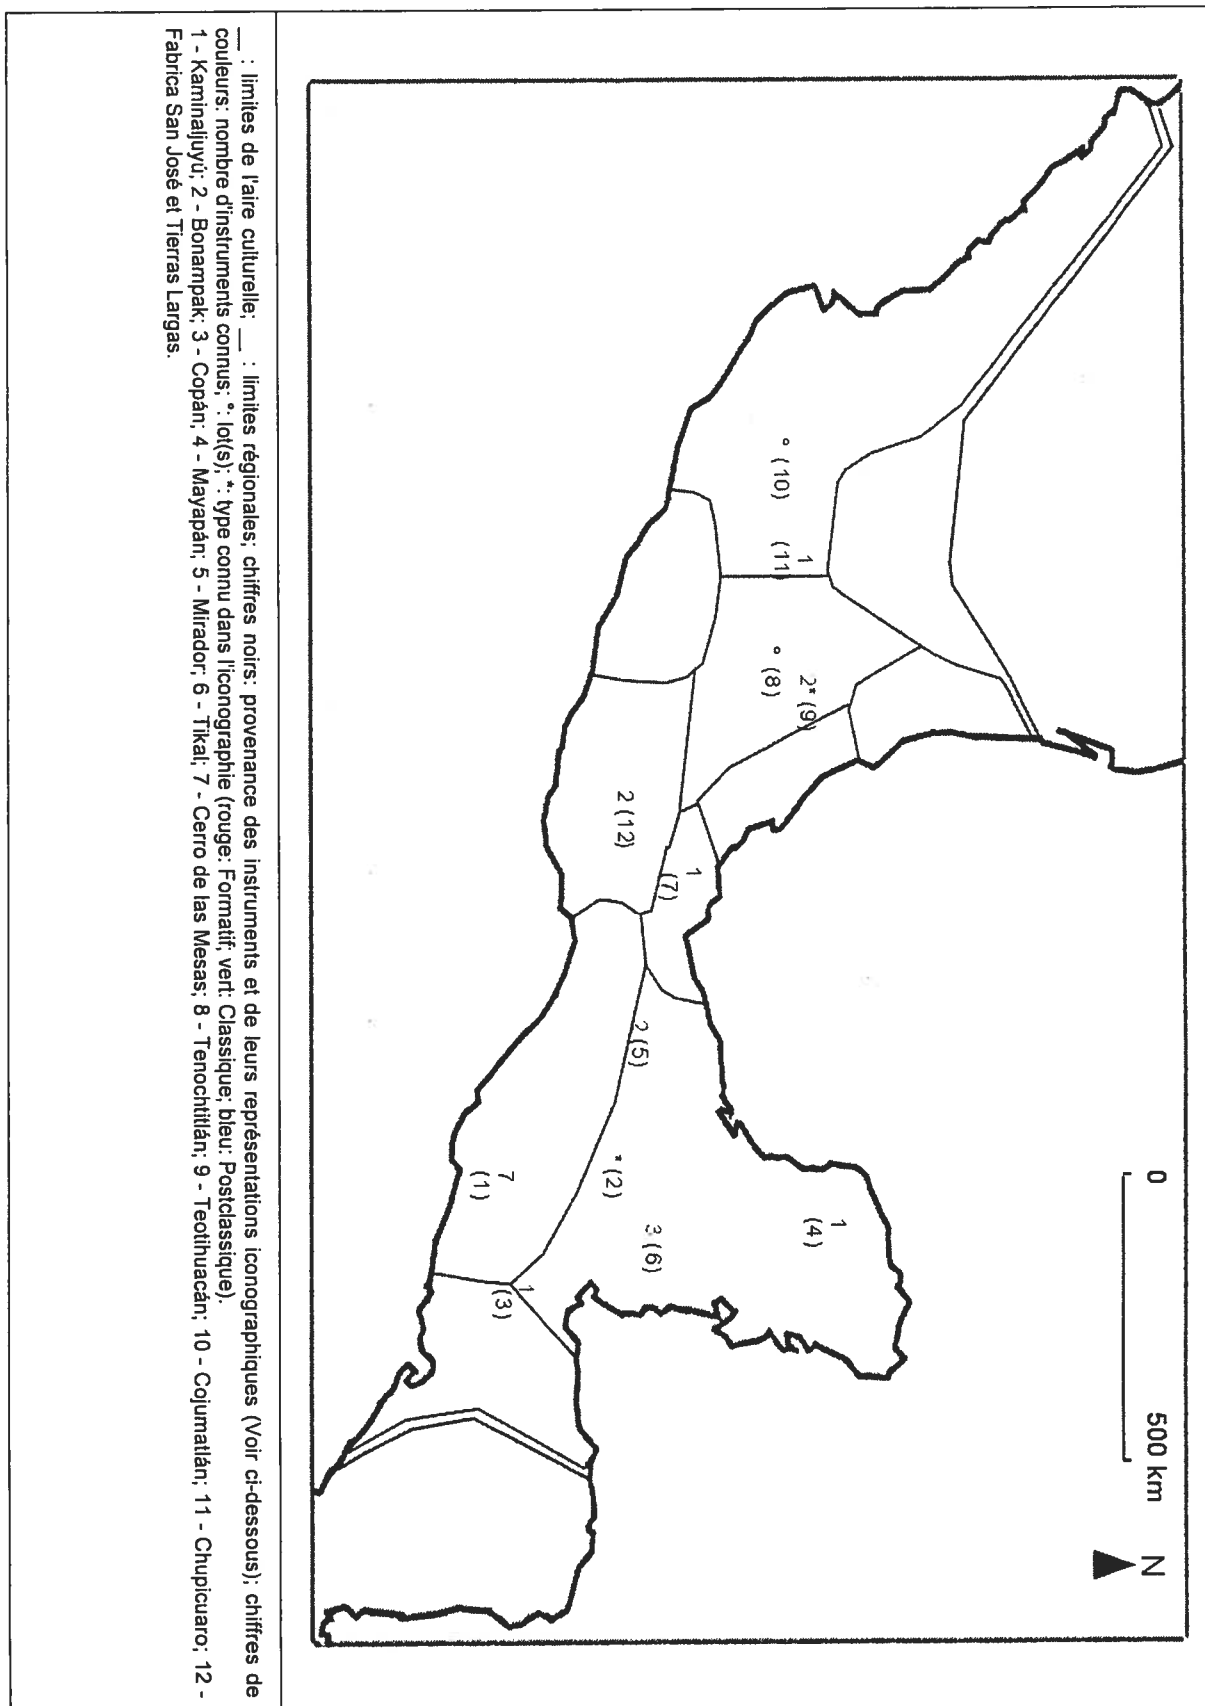 0 500 km
N
° (10)
1
(11)
° (8)
2* (9)
2 (12)
1
(7)
2 (5)
* (2)
3 (6)
1
(4)
7
(1)
1
(3)
__ : limites de l'aire culturelle; __ : limites régionales; chiffres noirs: provenance des instruments et de leurs représentations iconographiques (Voir ci-dessous); chiffres de
couleurs: nombre d'instruments connus; °: lot(s); *: type connu dans l'iconographie (rouge: Formatif; vert: Classique; bleu: Postclassique).
1 - Kaminaljuyú; 2 - Bonampak; 3 - Copán; 4 - Mayapán; 5 - Mirador; 6 - Tikal; 7 - Cerro de las Mesas; 8 - Tenochtitlán; 9 - Teotihuacán; 10 - Cojumatlán; 11 - Chupicuaro; 12 -
Fabrica San José et Tierras Largas.